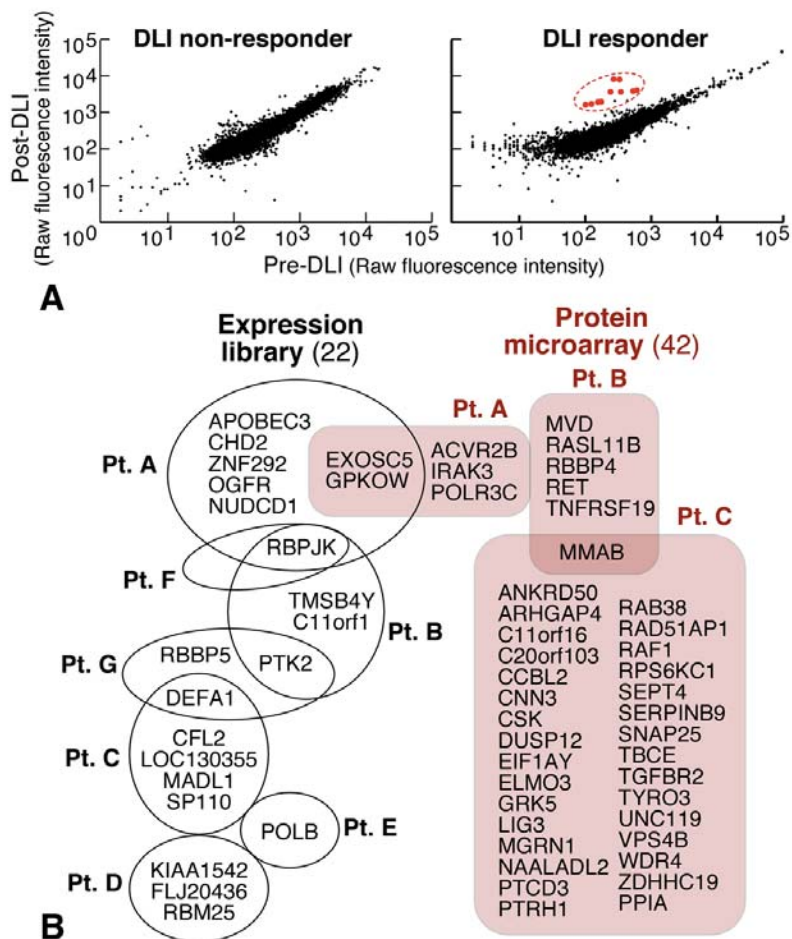 DLI non-responder
DLI responder
10^5
10^4
10^3
10^2
10^1
10^0
10^1
10^2
10^3
10^4
10^5
10^1
10^2
10^3
10^4
10^5
Post-DLI
(Raw fluorescence intensity)
Pre-DLI (Raw fluorescence intensity)
A
Expression
library (22)
Protein
microarray (42)
Pt. A
APOBEC3
CHD2
ZNF292
OGFR
NUDCD1
EXOSC5
GPKOW
Pt. A
ACVR2B
IRAK3
POLR3C
Pt. B
MVD
RASL11B
RBBP4
RET
TNFRSF19
Pt. C
MMAB
RBPJK
Pt. F
TMSB4Y
C11orf1
Pt. B
Pt. G
RBBP5
PTK2
DEFA1
Pt. C
CFL2
LOC130355
MADL1
SP110
POLB
Pt. E
Pt. D
KIAA1542
FLJ20436
RBM25
ANKRD50
ARHGAP4
C11orf16
C20orf103
CCBL2
CNN3
CSK
DUSP12
EIF1AY
ELMO3
GRK5
LIG3
MGRN1
NAALADL2
PTCD3
PTRH1
RAB38
RAD51AP1
RAF1
RPS6KC1
SEPT4
SERPINB9
SNAP25
TBCE
TGFBR2
TYRO3
UNC119
VPS4B
WDR4
ZDHHC19
PPIA
B